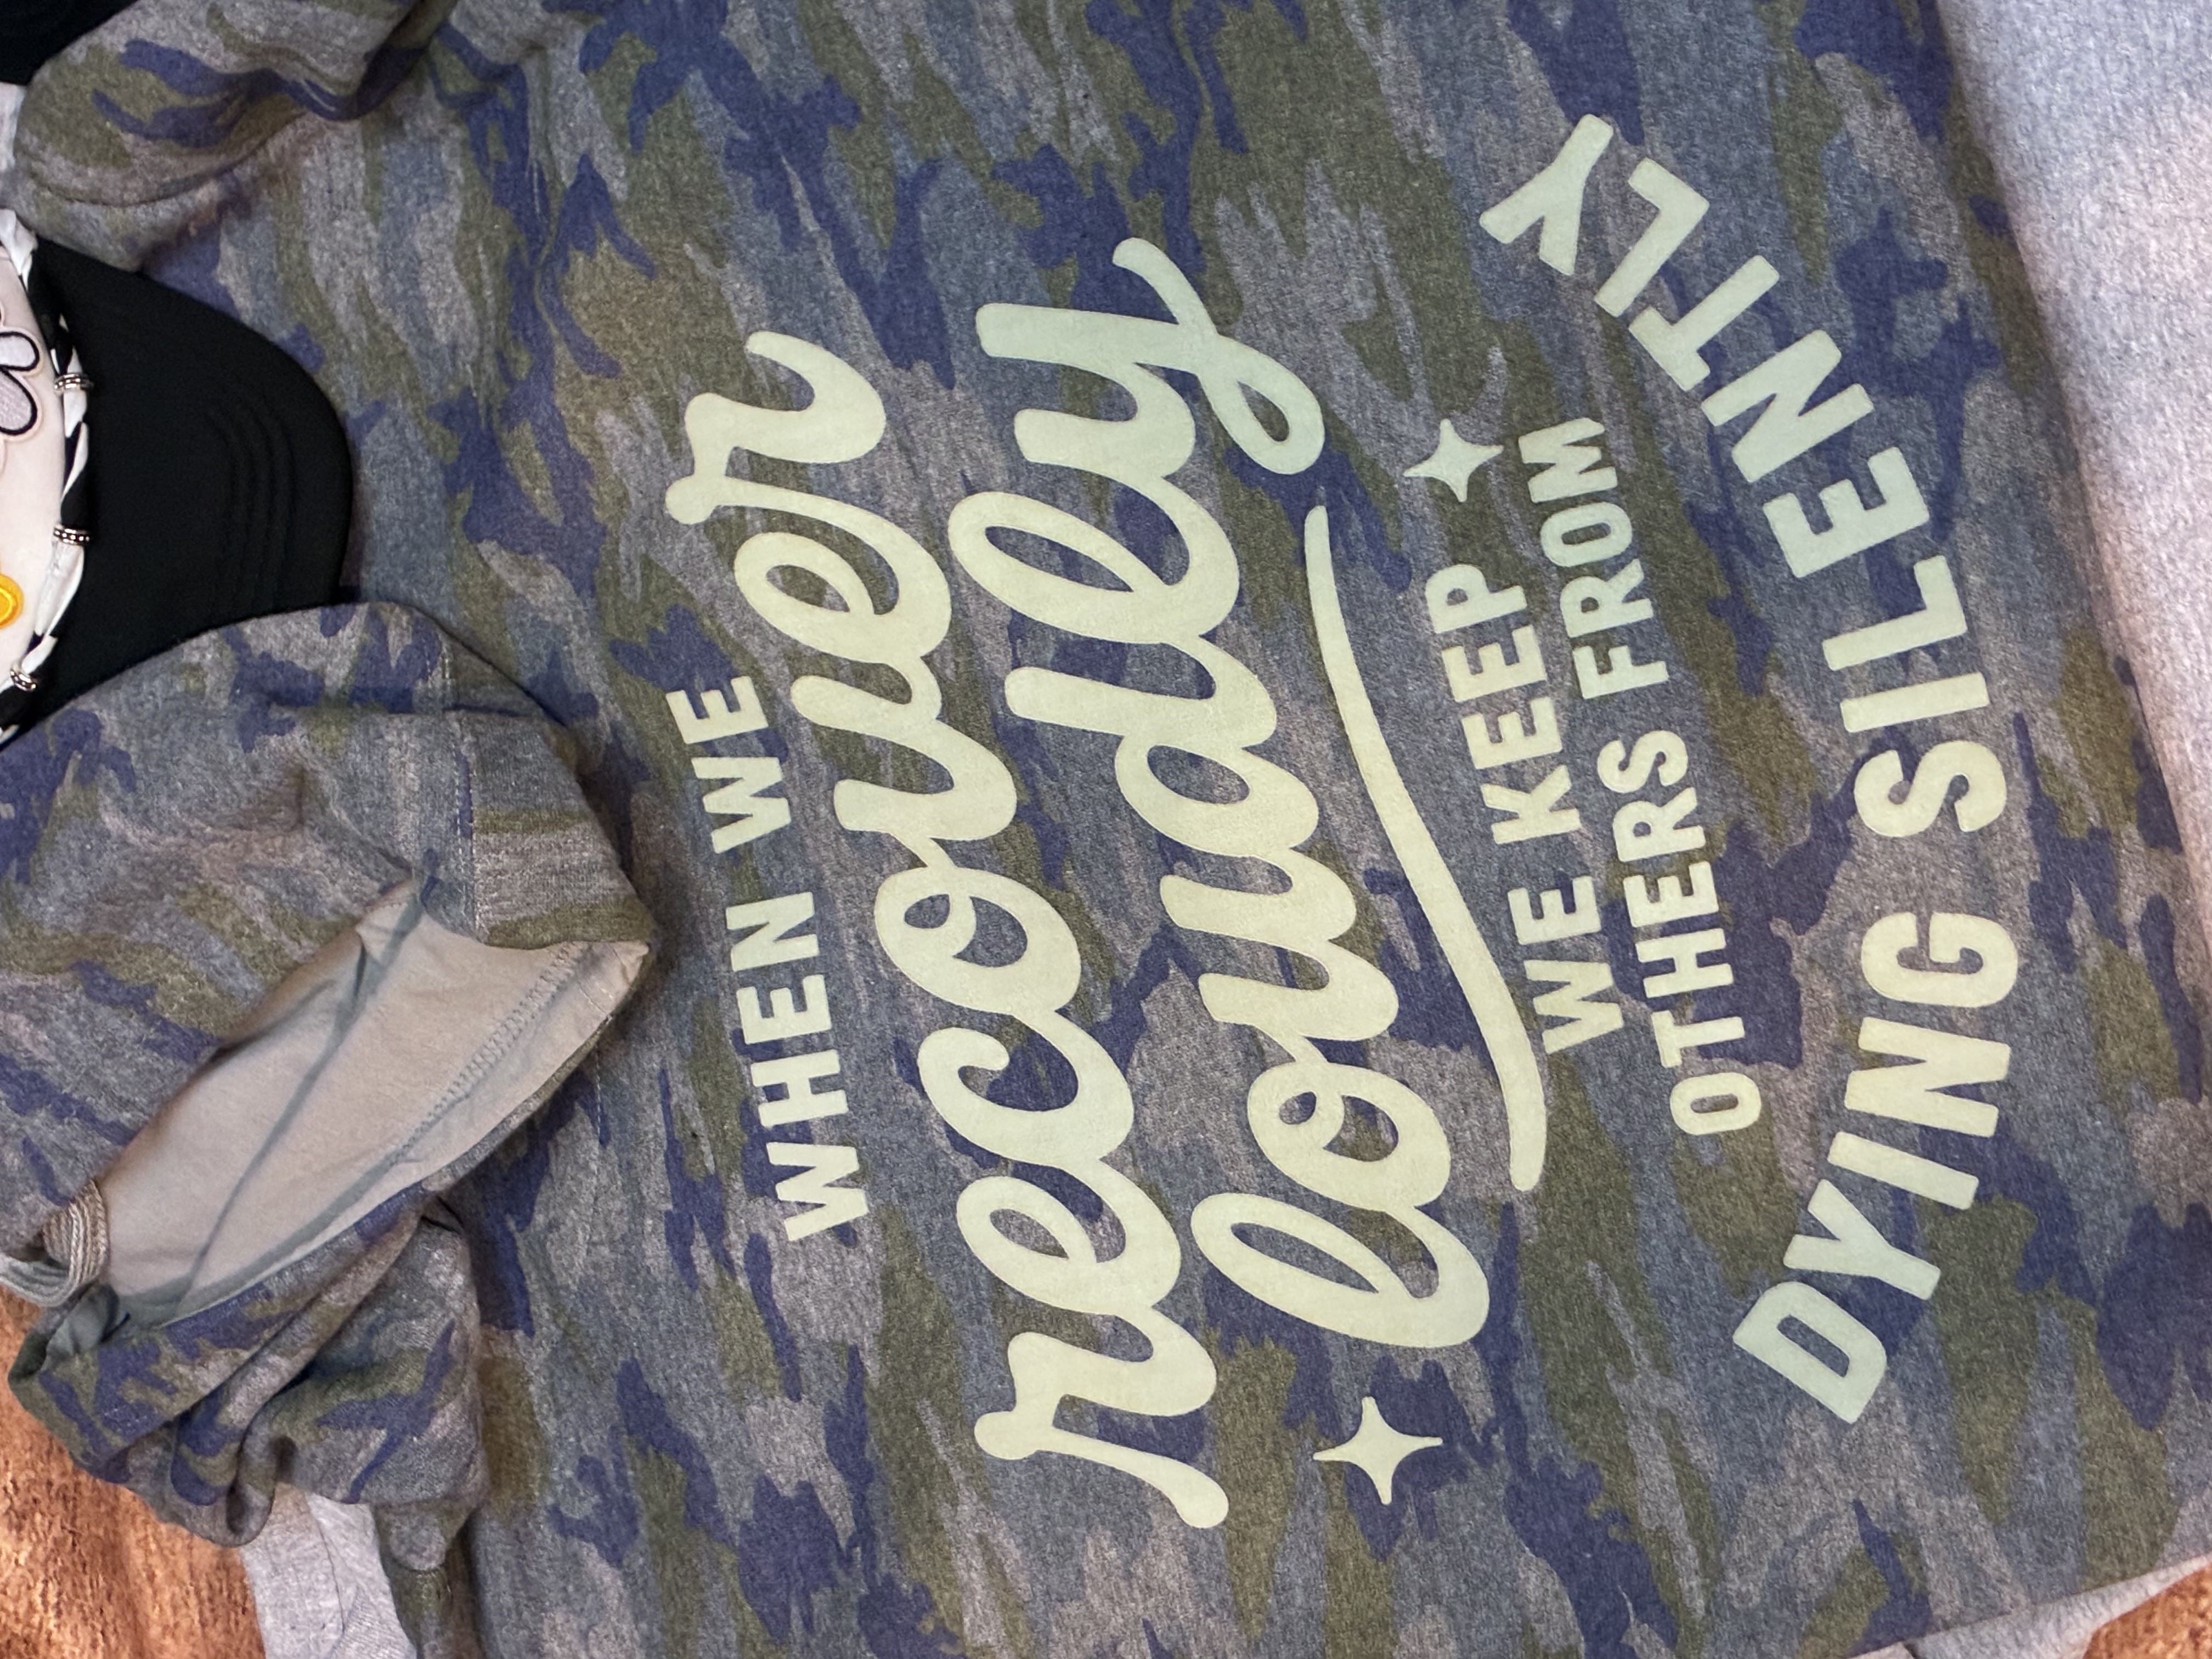 WHEN WE
recover
loudly
WE KEEP
OTHERS FROM
DYING SILENTLY